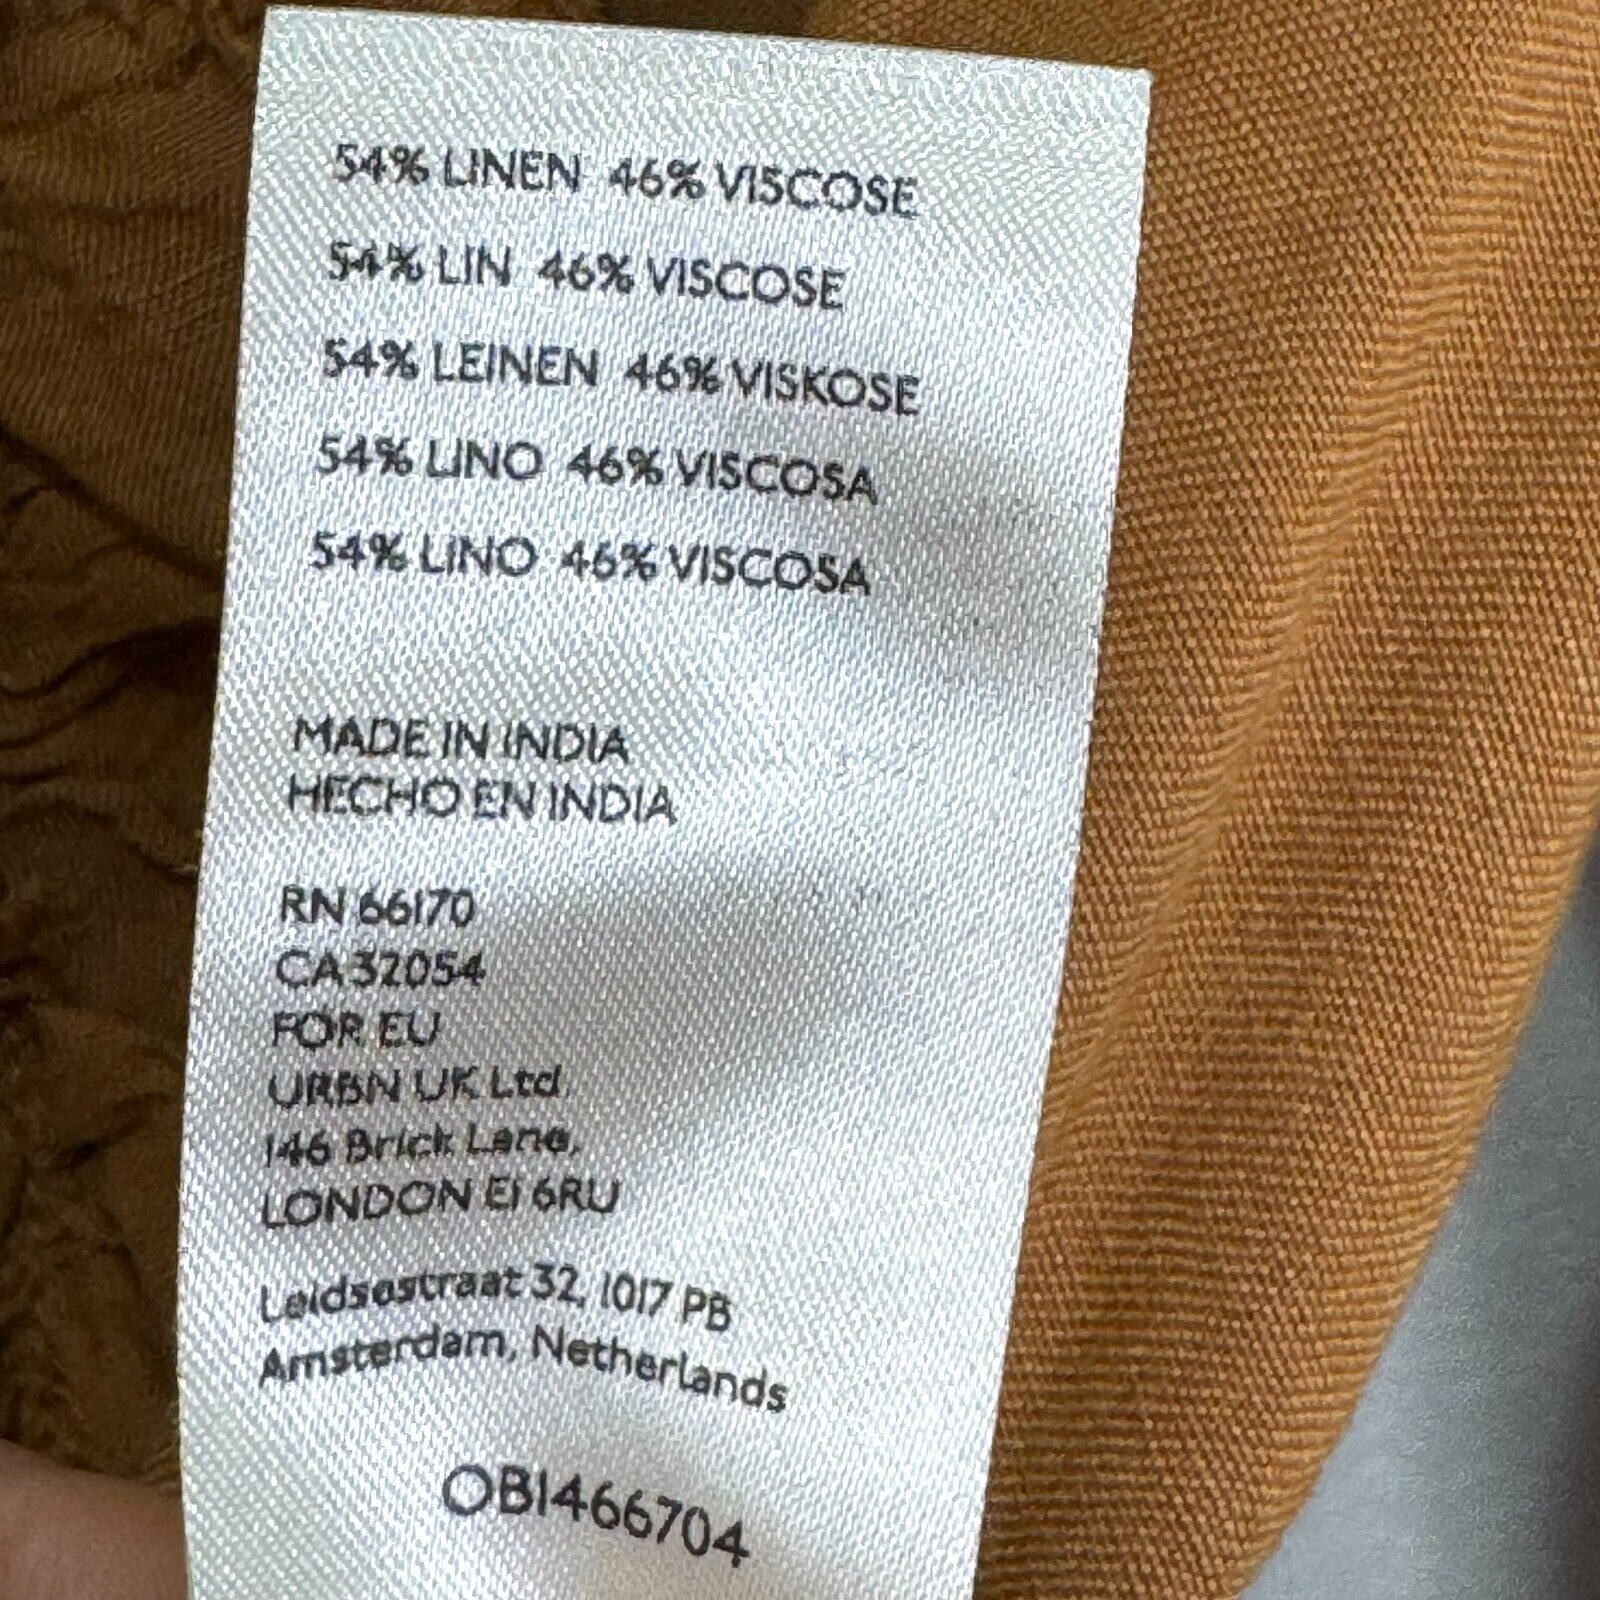 54% LINEN 46% VISCOSE
54% LIN 46% VISCOSE
54% LEINEN 46% VISKOSE
54% LINO 46% VISCOSA
54% LINO 46% VISCOSA
MADE IN INDIA
HECHO EN INDIA
RN 66170
CA 32054
FOR EU
URBN UK Ltd.
146 Brick Lane,
LONDON E1 6RU
Leidsestraat 32, 1017 PB
Amsterdam, Netherlands
OB1466704